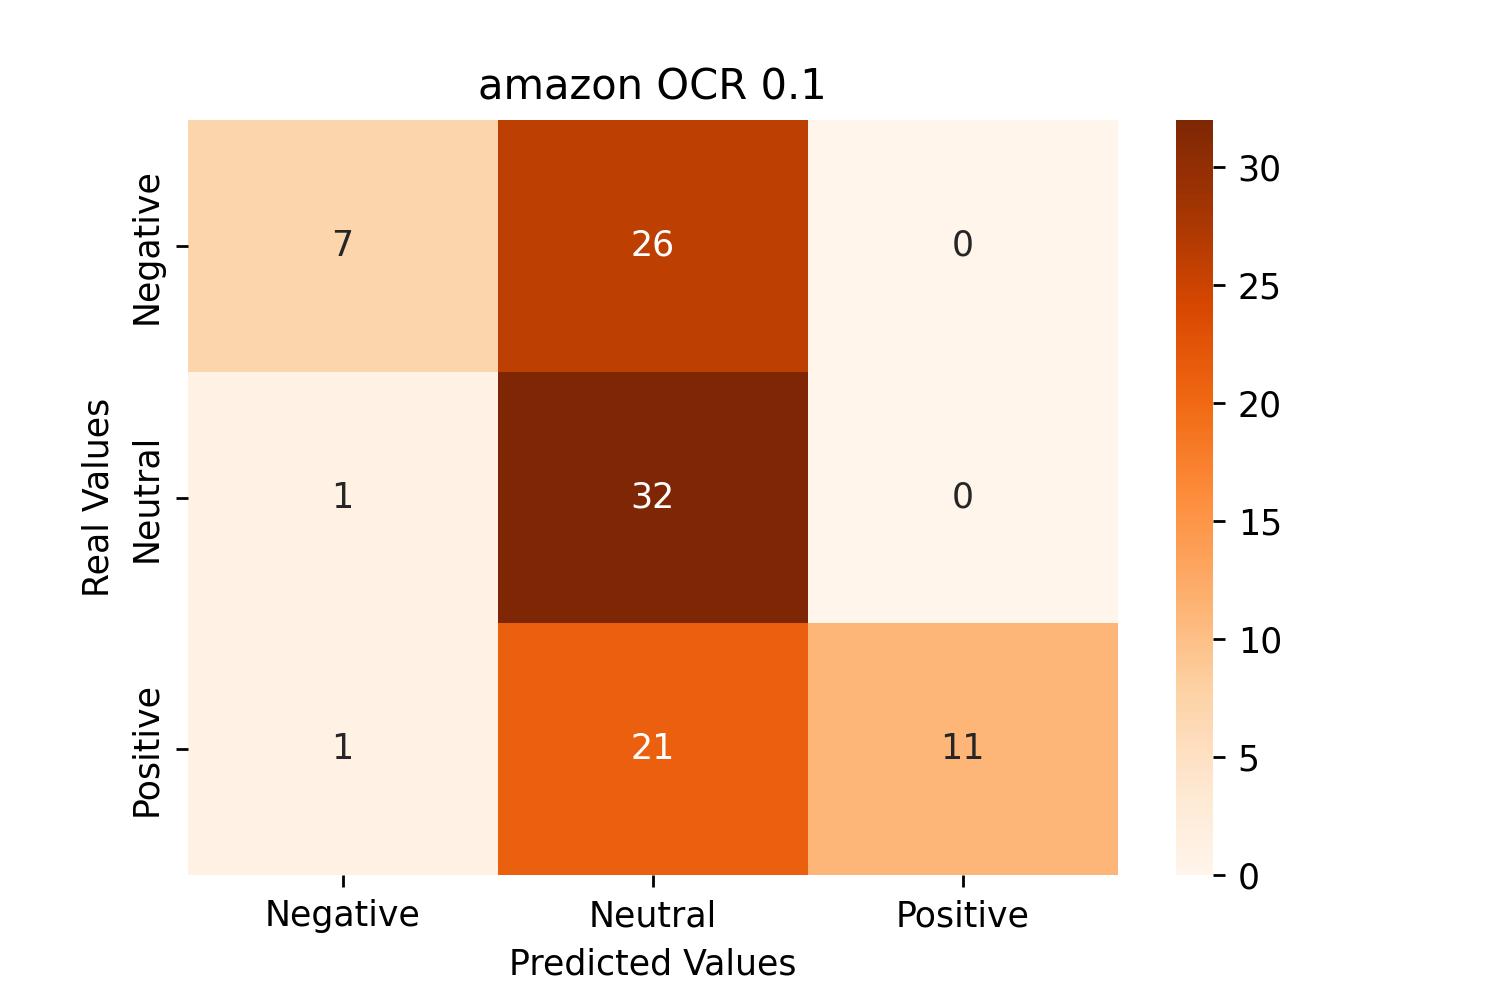 amazon OCR 0.1
Real Values
Negative
7 26 0
Neutral
1 32 0
Positive
1 21 11
Negative Neutral Positive
Predicted Values
30
25
20
15
10
5
0